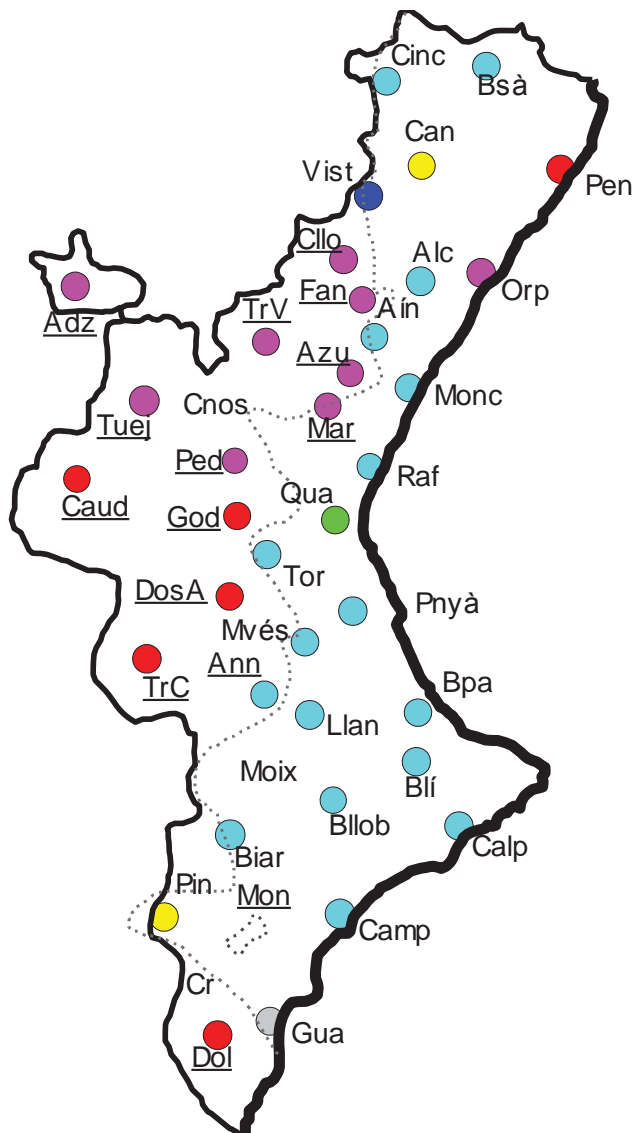 Cinc
Bsà
Can
Vist
Pen
Cllo
Alc
Fan
Orp
Adz
TrV
Aín
Azu
Monc
Cnos
Tuej
Mar
Ped
Raf
Caud
Qua
God
Tor
DosA
Pnyà
Mvés
Ann
TrC
Bpa
Llan
Moix
Blí
Bllob
Calp
Biar
Pin
Mon
Camp
Cr
Gua
Dol